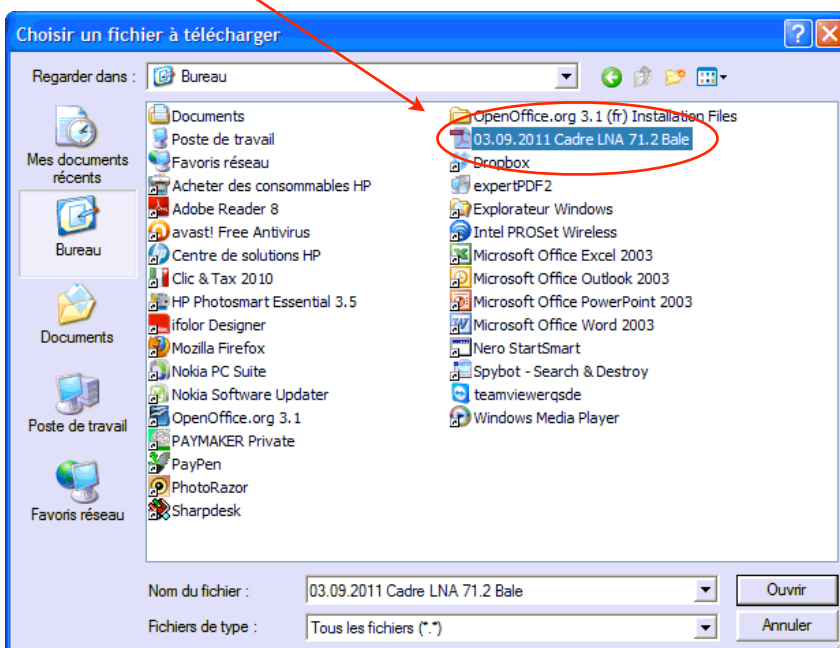 Choisir un fichier à télécharger
Regarder dans :
Bureau
Mes documents
récents
Bureau
Documents
Poste de travail
Favoris réseau
Documents
Poste de travail
Favoris réseau
Acheter des consommables HP
Adobe Reader 8
avast! Free Antivirus
Centre de solutions HP
Clic & Tax 2010
HP Photosmart Essential 3.5
ifolor Designer
Mozilla Firefox
Nokia PC Suite
Nokia Software Updater
OpenOffice.org 3.1
PAYMAKER Private
PayPen
PhotoRazor
Sharpdesk
OpenOffice.org 3.1 (fr) Installation Files
03.09.2011 Cadre LNA 71.2 Bale
Dropbox
expertPDF2
Explorateur Windows
Intel PROSet Wireless
Microsoft Office Excel 2003
Microsoft Office Outlook 2003
Microsoft Office PowerPoint 2003
Microsoft Office Word 2003
Nero StartSmart
Spybot - Search & Destroy
teamviewerqsde
Windows Media Player
Nom du fichier :
03.09.2011 Cadre LNA 71.2 Bale
Ouvrir
Fichiers de type :
Tous les fichiers (*.*)
Annuler